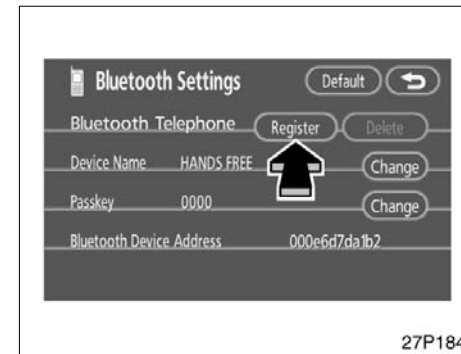 Bluetooth Settings Default
Bluetooth Telephone Register Delete
Device Name HANDS FREE Change
Passkey 0000 Change
Bluetooth Device Address 000e6d7da1b2
27P184